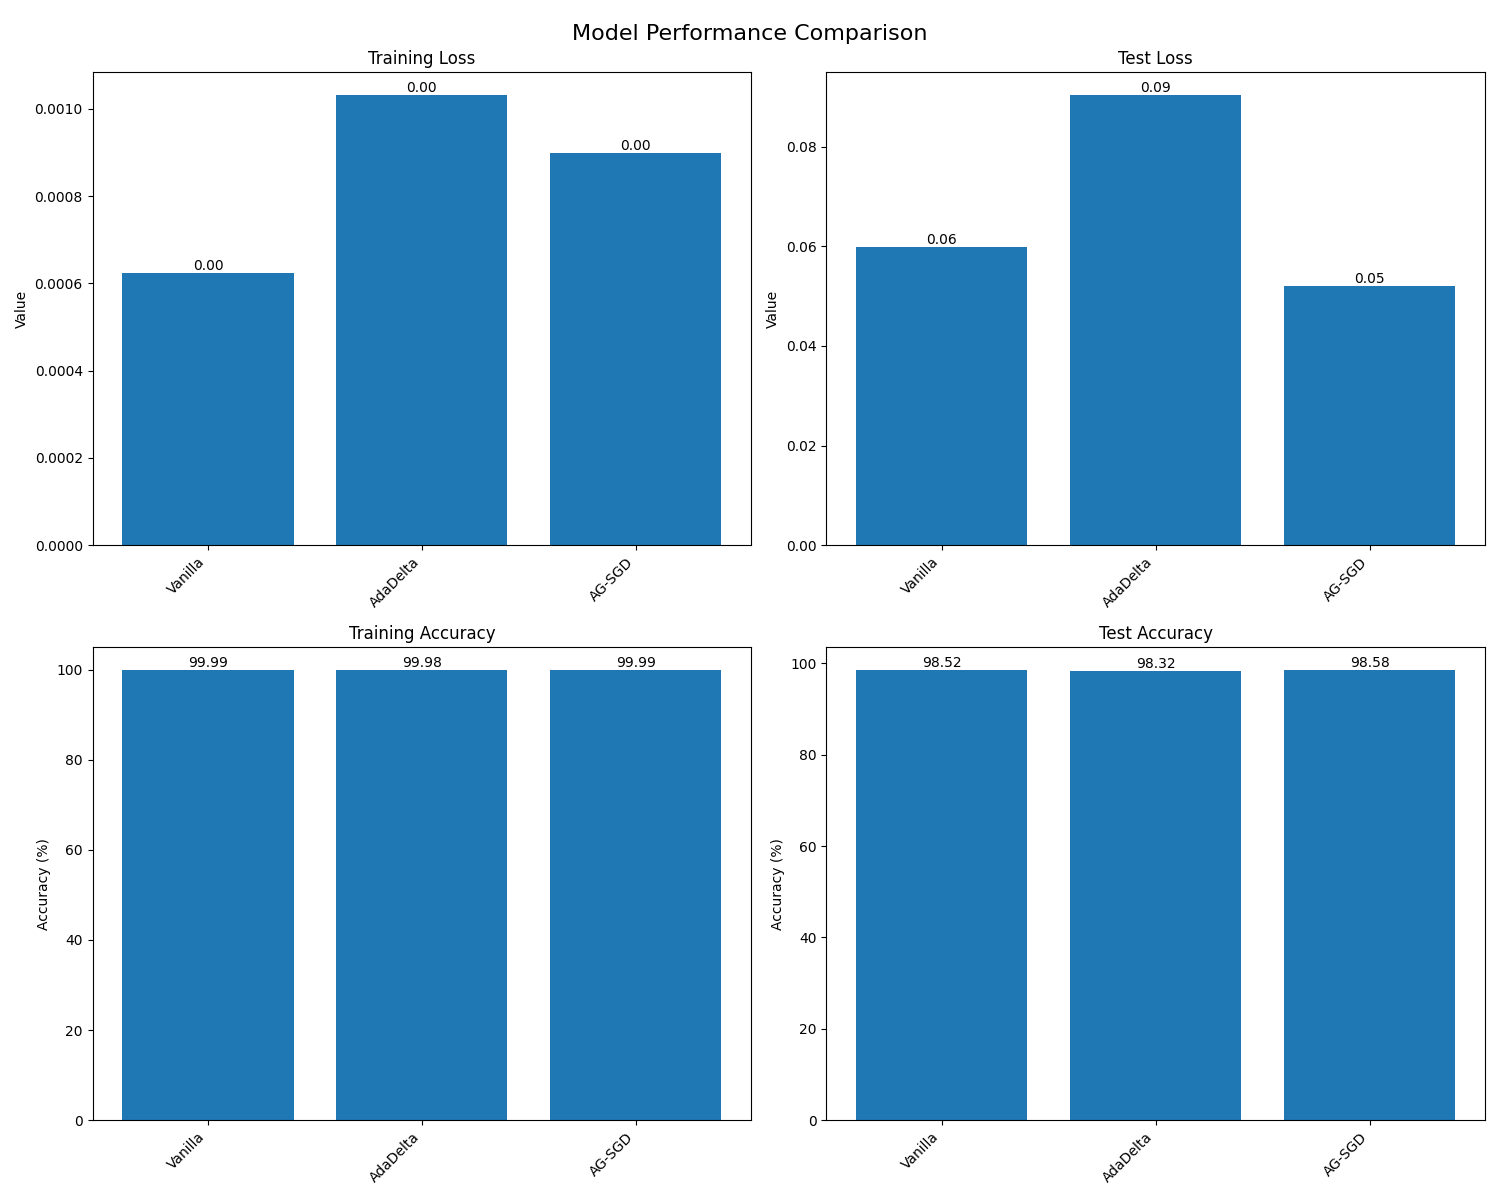 Model Performance Comparison
Training Loss
Value
0.0010
0.0008
0.0006
0.0004
0.0002
0.0000
0.00
0.00
0.00
Vanilla
AdaDelta
AG-SGD
Test Loss
Value
0.08
0.06
0.04
0.02
0.00
0.06
0.09
0.05
Vanilla
AdaDelta
AG-SGD
Training Accuracy
Accuracy (%)
100
80
60
40
20
0
99.99
99.98
99.99
Vanilla
AdaDelta
AG-SGD
Test Accuracy
Accuracy (%)
100
80
60
40
20
0
98.52
98.32
98.58
Vanilla
AdaDelta
AG-SGD